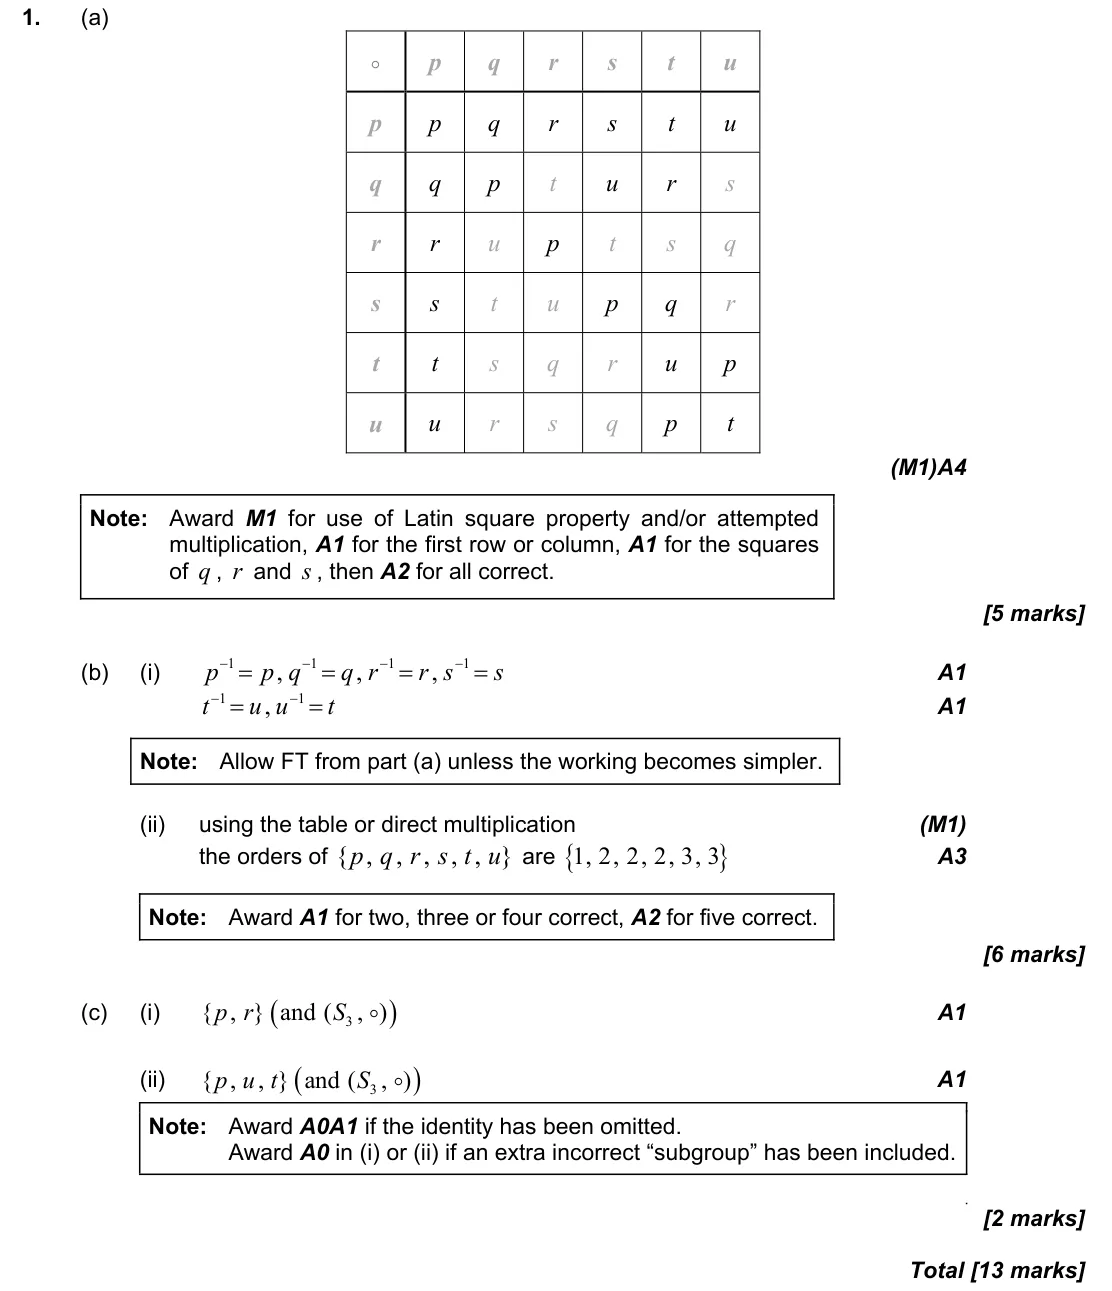 1. (a)
∘ p q r s t u
p p q r s t u
q q p t u r s
r r u p t s q
s s t u p q r
t t s q r u p
u u r s q p t
(M1)A4
Note: Award M1 for use of Latin square property and/or attempted
multiplication, A1 for the first row or column, A1 for the squares
of q , r and s , then A2 for all correct.
[5 marks]
(b) (i) p⁻¹ = p, q⁻¹ = q, r⁻¹ = r, s⁻¹ = s A1
t⁻¹ = u, u⁻¹ = t A1
Note: Allow FT from part (a) unless the working becomes simpler.
(ii) using the table or direct multiplication (M1)
the orders of {p, q, r, s, t, u} are {1, 2, 2, 2, 3, 3} A3
Note: Award A1 for two, three or four correct, A2 for five correct.
[6 marks]
(c) (i) {p, r} (and (S₃, ∘)) A1
(ii) {p, u, t} (and (S₃, ∘)) A1
Note: Award A0A1 if the identity has been omitted.
Award A0 in (i) or (ii) if an extra incorrect “subgroup” has been included.
[2 marks]
Total [13 marks]